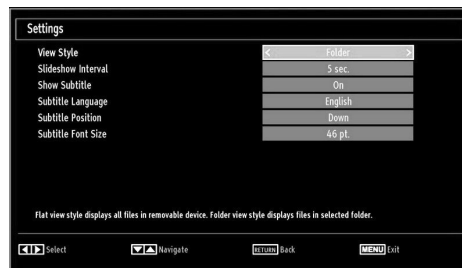 Settings
View Style < Folder >
Slideshow Interval 5 sec.
Show Subtitle On
Subtitle Language English
Subtitle Position Down
Subtitle Font Size 46 pt.
Flat view style displays all files in removable device. Folder view style displays files in selected folder.
Select Navigate RETURN Back MENU Exit